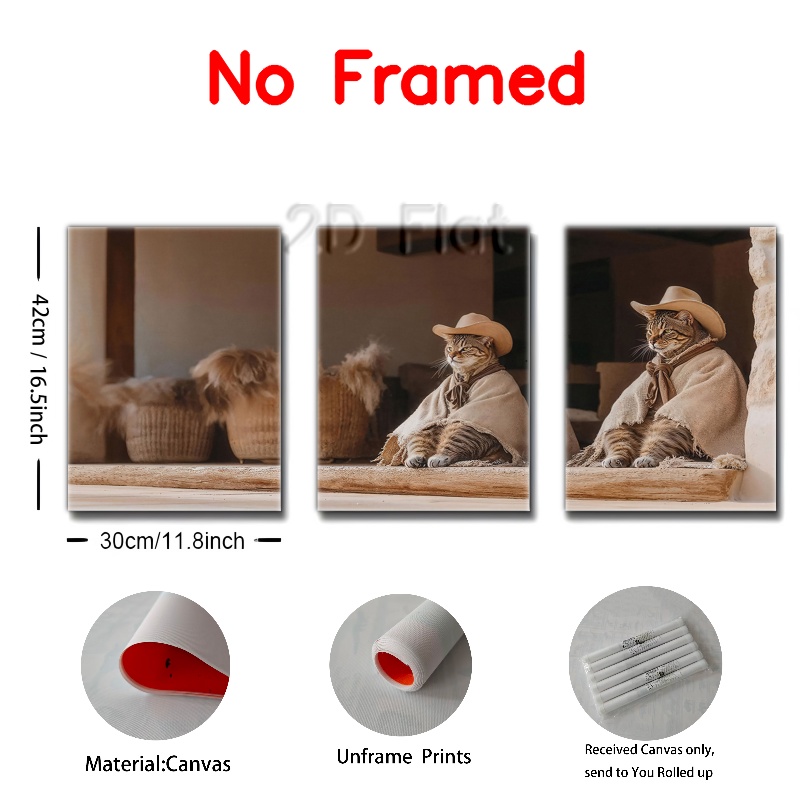 No Framed
2D Flat
42cm / 16.5inch
30cm/11.8inch
Material:Canvas
Unframe Prints
Received Canvas only,
send to You Rolled up